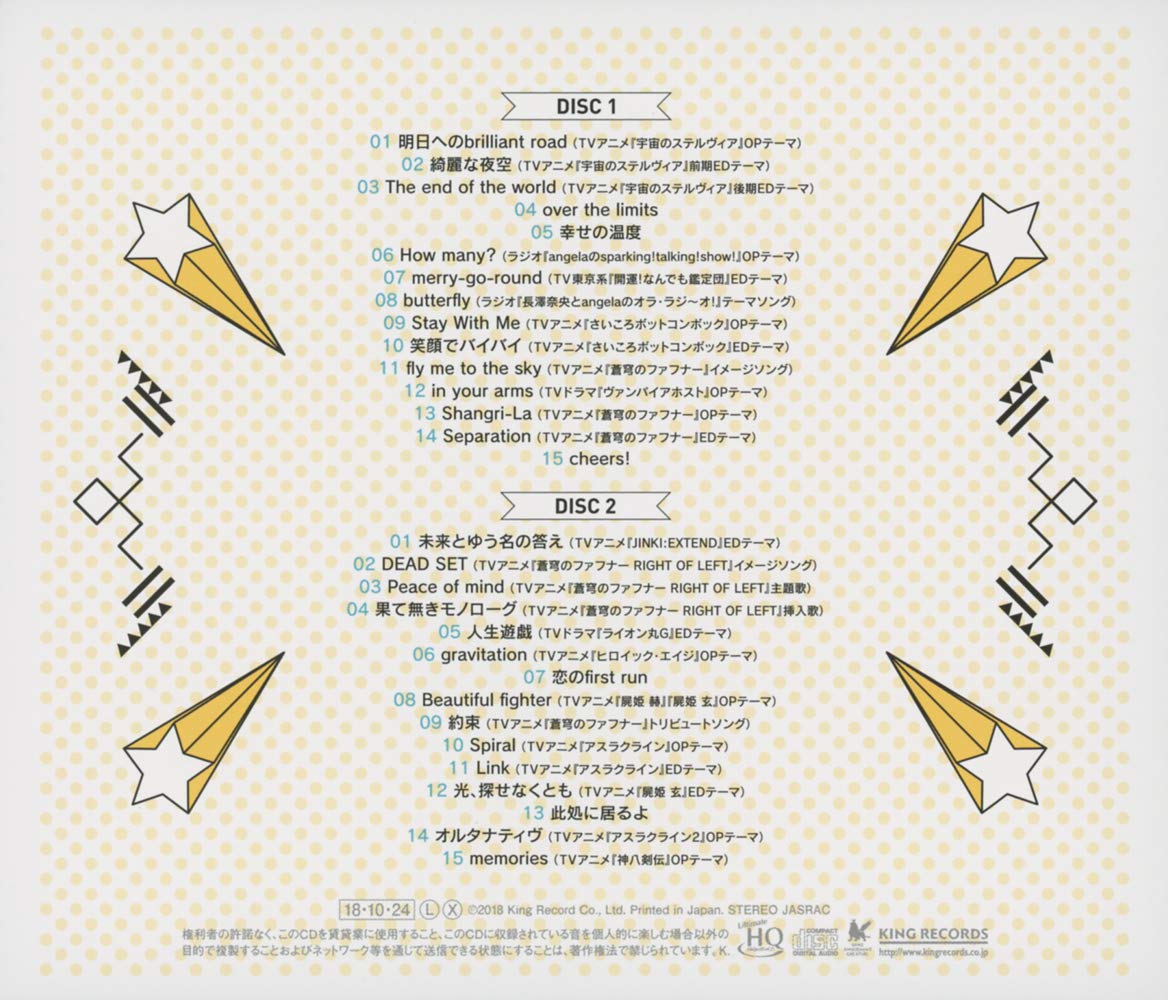 DISC 1
01 明日へのbrilliant road (TVアニメ『宇宙のステルヴィア』OPテーマ)
02 綺麗な夜空 (TVアニメ『宇宙のステルヴィア』前期EDテーマ)
03 The end of the world (TVアニメ『宇宙のステルヴィア』後期EDテーマ)
04 over the limits
05 幸せの温度
06 How many? (ラジオ『angelaのsparking!talking!show!』OPテーマ)
07 merry-go-round (TV東京系『開運!なんでも鑑定団』EDテーマ)
08 butterfly (ラジオ『長澤奈央とangelaのオラ・ラジ〜オ!』テーマソング)
09 Stay With Me (TVアニメ『さいころボットコンボック』OPテーマ)
10 笑顔でバイバイ (TVアニメ『さいころボットコンボック』EDテーマ)
11 fly me to the sky (TVアニメ『蒼穹のファフナー』イメージソング)
12 in your arms (TVドラマ『ヴァンパイアホスト』OPテーマ)
13 Shangri-La (TVアニメ『蒼穹のファフナー』OPテーマ)
14 Separation (TVアニメ『蒼穹のファフナー』EDテーマ)
15 cheers!
DISC 2
01 未来とゆう名の答え (TVアニメ『JINKI:EXTEND』EDテーマ)
02 DEAD SET (TVアニメ『蒼穹のファフナー RIGHT OF LEFT』イメージソング)
03 Peace of mind (TVアニメ『蒼穹のファフナー RIGHT OF LEFT』主題歌)
04 果て無きモノローグ (TVアニメ『蒼穹のファフナー RIGHT OF LEFT』挿入歌)
05 人生遊戯 (TVドラマ『ライオン丸G』EDテーマ)
06 gravitation (TVアニメ『ヒロイック・エイジ』OPテーマ)
07 恋のfirst run
08 Beautiful fighter (TVアニメ『屍姫 赫』『屍姫 玄』OPテーマ)
09 約束 (TVアニメ『蒼穹のファフナー』トリビュートソング)
10 Spiral (TVアニメ『アスラクライン』OPテーマ)
11 Link (TVアニメ『アスラクライン』EDテーマ)
12 光、探せなくとも (TVアニメ『屍姫 玄』EDテーマ)
13 此処に居るよ
14 オルタナティヴ (TVアニメ『アスラクライン2』OPテーマ)
15 memories (TVアニメ『神八剣伝』OPテーマ)
18・10・24 L X ©2018 King Record Co., Ltd. Printed in Japan. STEREO JASRAC
権利者の許諾なく、このCDを賃貸業に使用すること、このCDに収録されている音を個人的に楽しむ場合以外の
目的で複製することおよびネットワーク等を通じて送信できる状態にすることは、著作権法で禁じられています。K.
Ultimate HQ
COMPACT disc DIGITAL AUDIO
KING RECORDS
http://www.kingrecords.co.jp